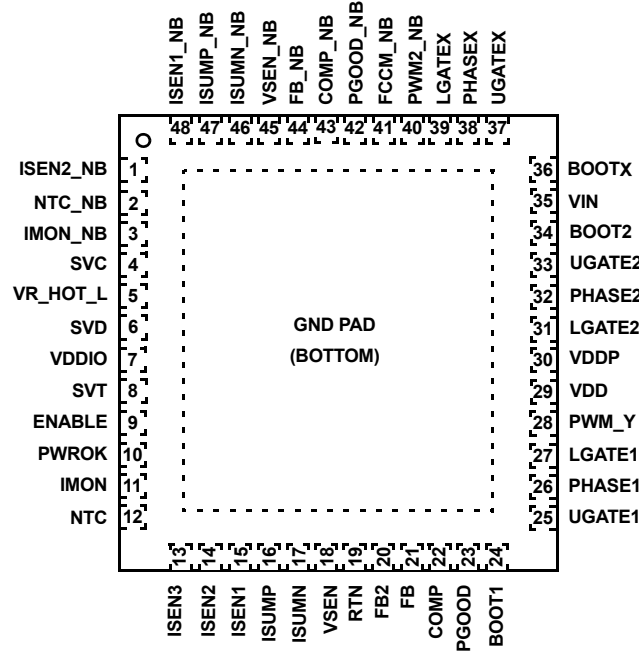 ISEN1_NB
ISUMP_NB
ISUMN_NB
VSEN_NB
FB_NB
COMP_NB
PGOOD_NB
FCCM_NB
PWM2_NB
LGATEX
PHASEX
UGATEX
48 47 46 45 44 43 42 41 40 39 38 37
ISEN2_NB 1
NTC_NB 2
IMON_NB 3
SVC 4
VR_HOT_L 5
SVD 6
VDDIO 7
SVT 8
ENABLE 9
PWROK 10
IMON 11
NTC 12
GND PAD
(BOTTOM)
36 BOOTX
35 VIN
34 BOOT2
33 UGATE2
32 PHASE2
31 LGATE2
30 VDDP
29 VDD
28 PWM_Y
27 LGATE1
26 PHASE1
25 UGATE1
13 14 15 16 17 18 19 20 21 22 23 24
ISEN3
ISEN2
ISEN1
ISUMP
ISUMN
VSEN
RTN
FB2
FB
COMP
PGOOD
BOOT1